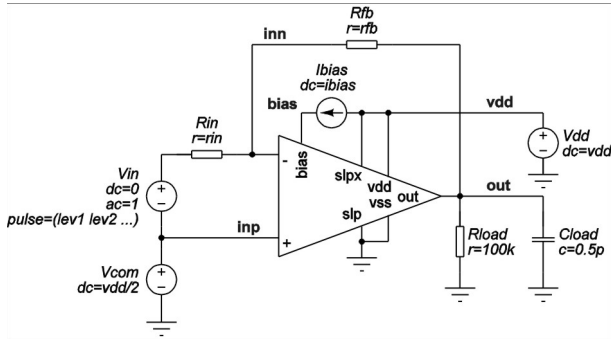 Rfb
r=rfb
inn
Ibias
dc=ibias
bias
vdd
Rin
r=rin
Vdd
dc=vdd
bias
-
slpx
vdd
vss
out
slp
+
out
Vin
dc=0
ac=1
pulse=(lev1 lev2 ...)
inp
Rload
r=100k
Cload
c=0.5p
Vcom
dc=vdd/2